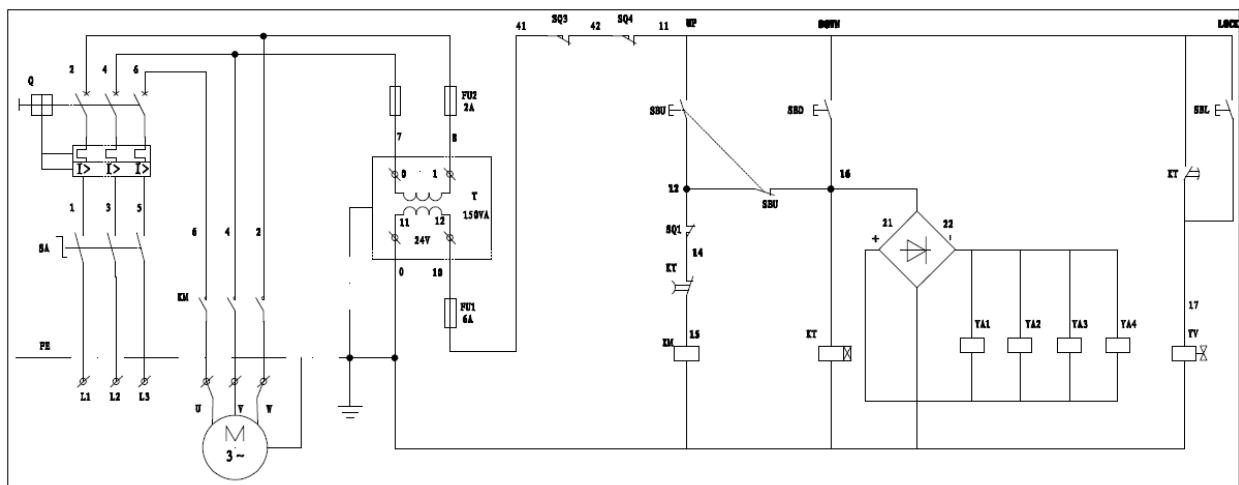 41 SQ3 42 SQ4 11 UP DOWN LOCK
2 4 6
Q
FU2
2A
SBU SBD SBL
7 8
I> I> I>
0 1
T
150VA
12 16 KT
SBU
1 3 5
11 12
24V
21 22
+ -
SQ1
SA
6 4 2
14
0 10
KT
KM
FU1
6A
17
15
YA1 YA2 YA3 YA4
PE
KM KT YV
L1 L2 L3
U V W
M
3 ~